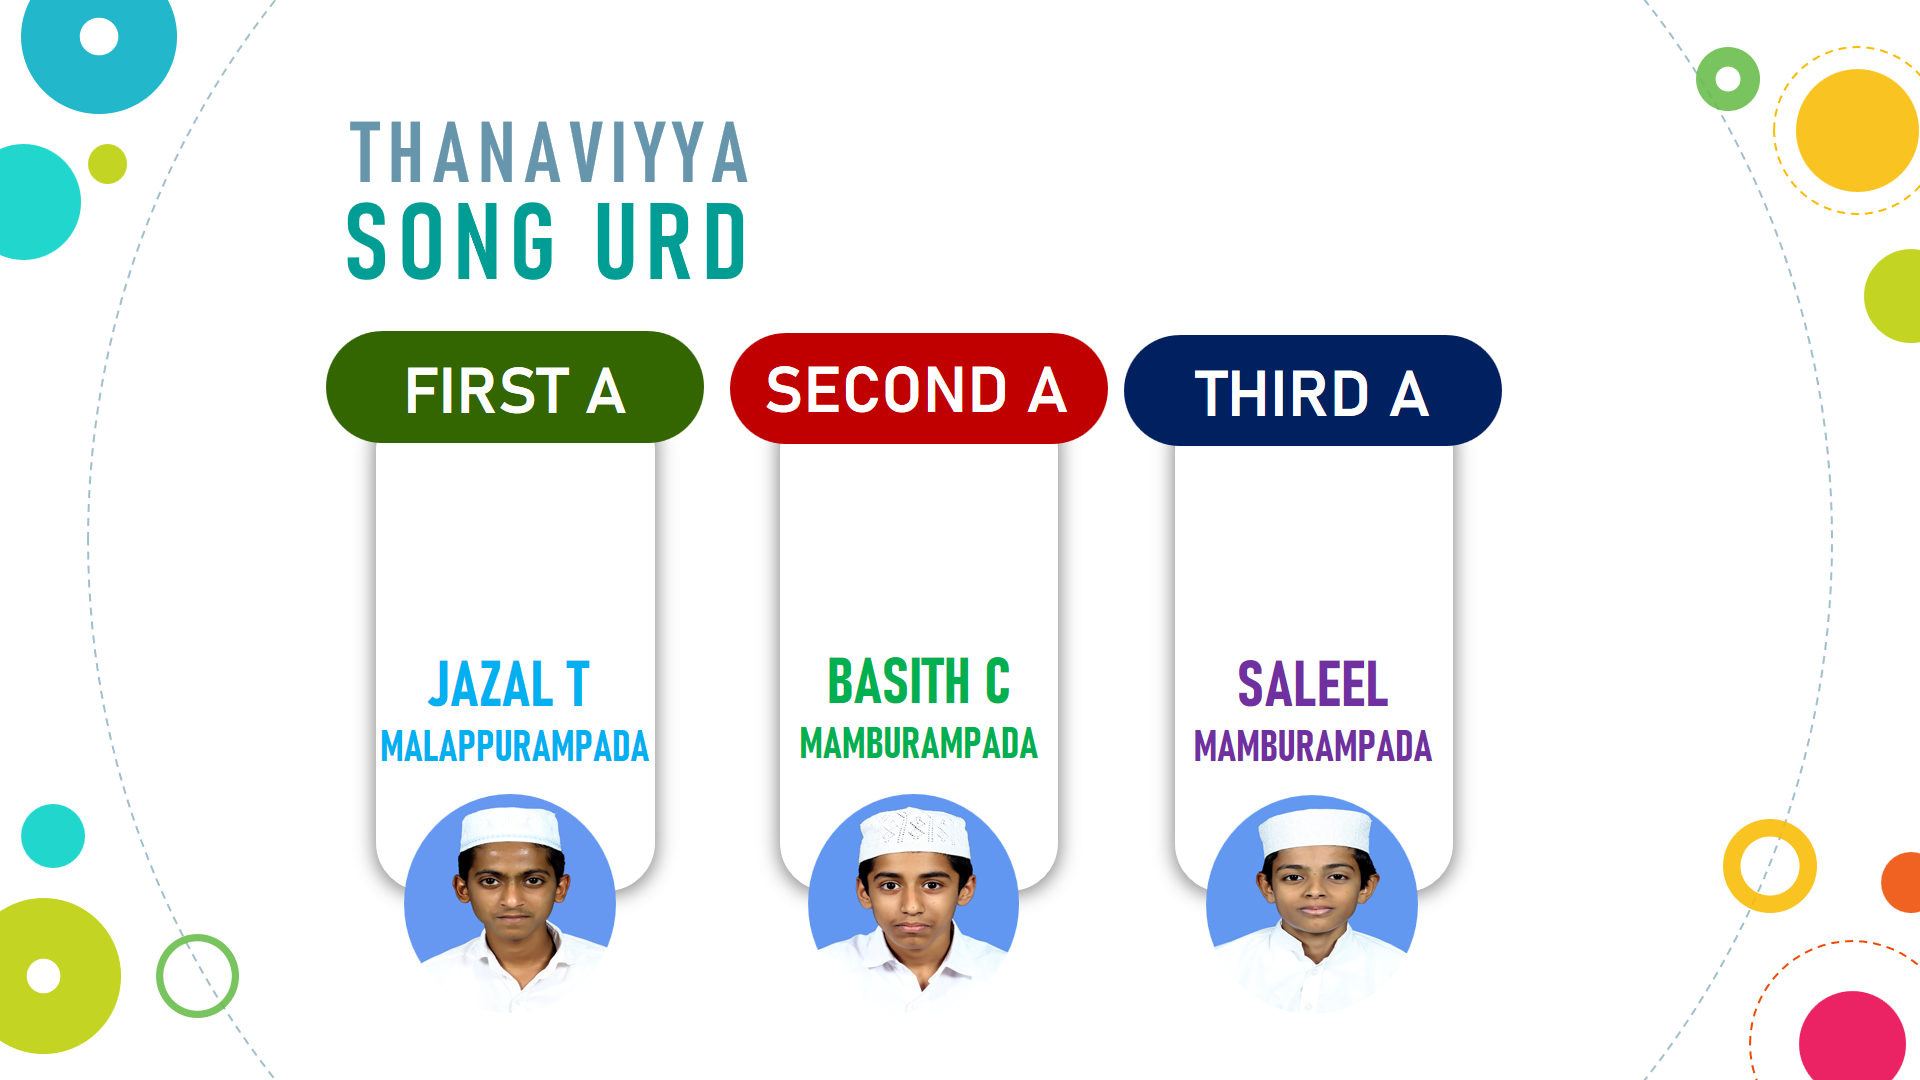 THANAVIYYA
SONG URD
FIRST A
JAZAL T
MALAPPURAMPADA
SECOND A
BASITH C
MAMBURAMPADA
THIRD A
SALEEL
MAMBURAMPADA